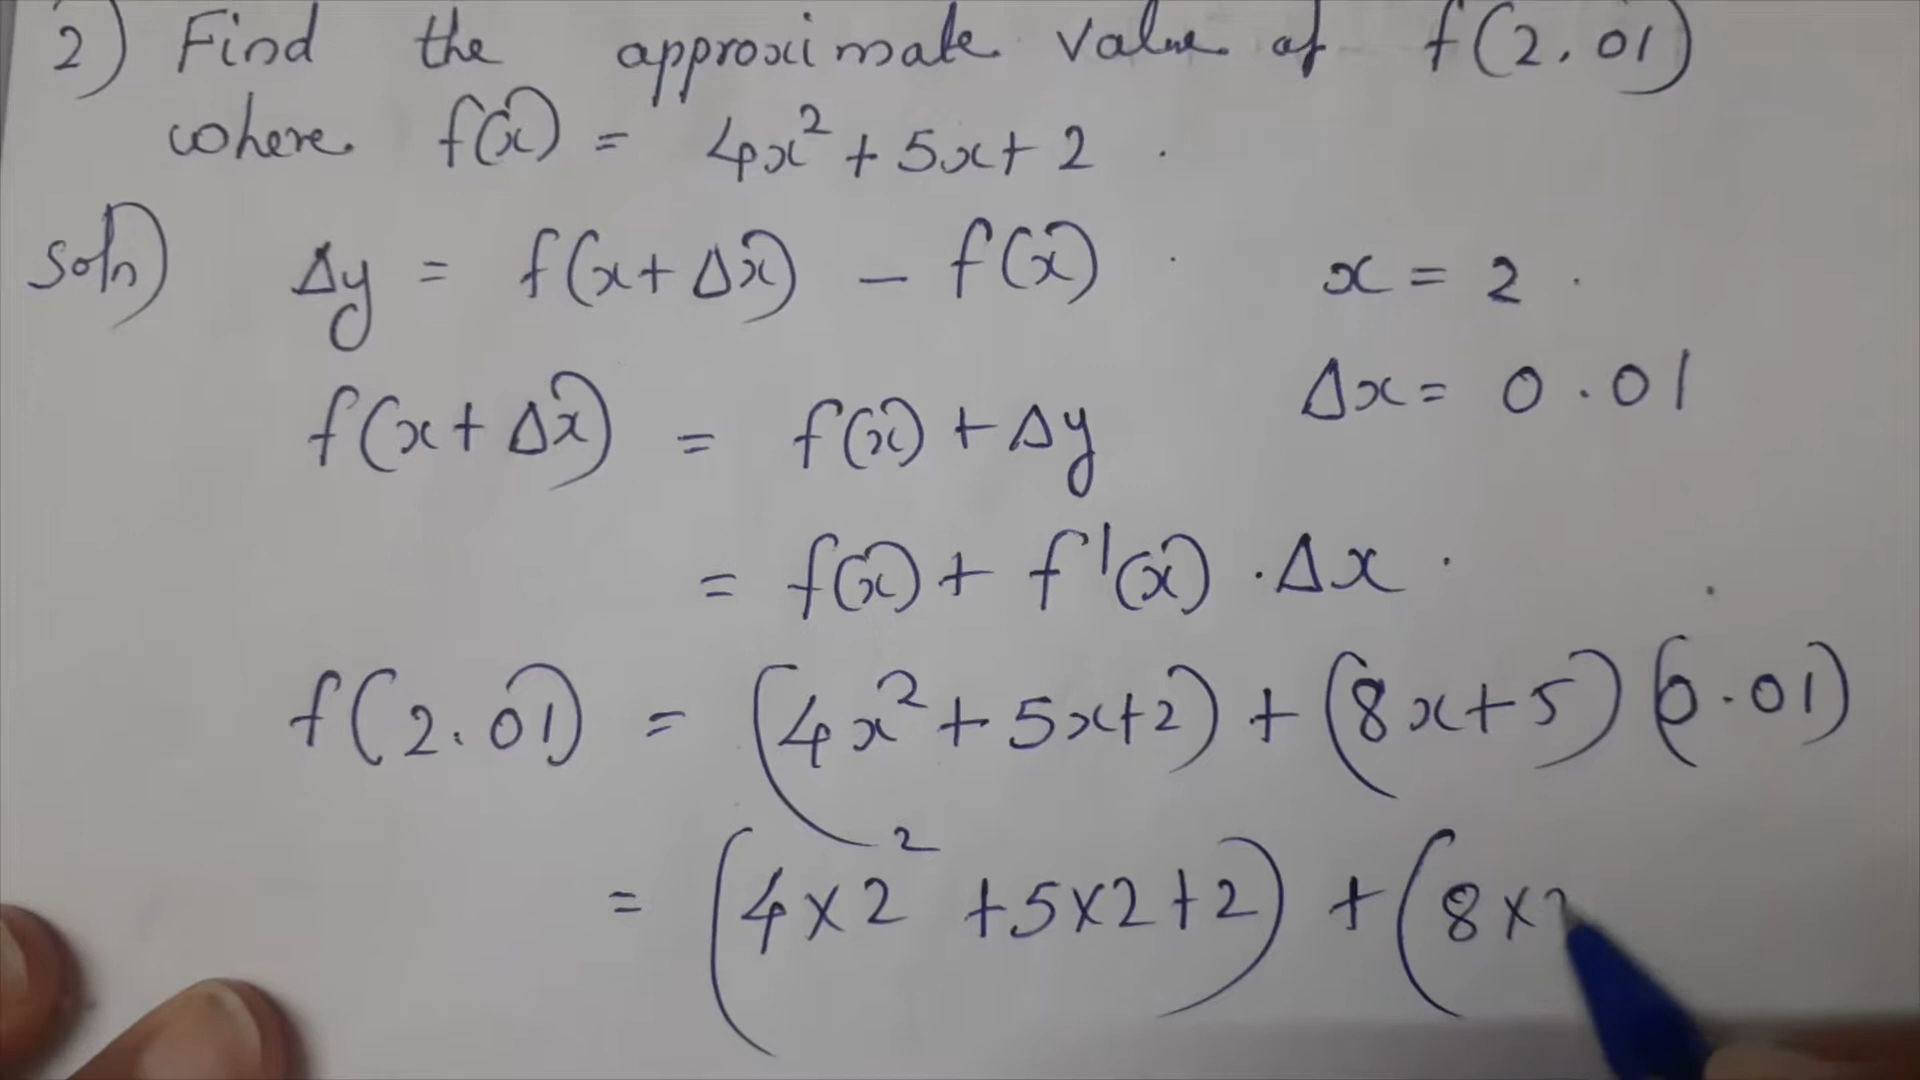 2) Find the approximate value of f(2.01)
where f(x) = 4x² + 5x + 2 .
Soln) Δy = f(x+Δx) – f(x) . x = 2 .
f(x+Δx) = f(x) + Δy Δx = 0.01
= f(x) + f'(x) . Δx .
f(2.01) = (4x² + 5x+2) + (8x+5) (0.01)
= (4×2² +5×2+2) + (8×